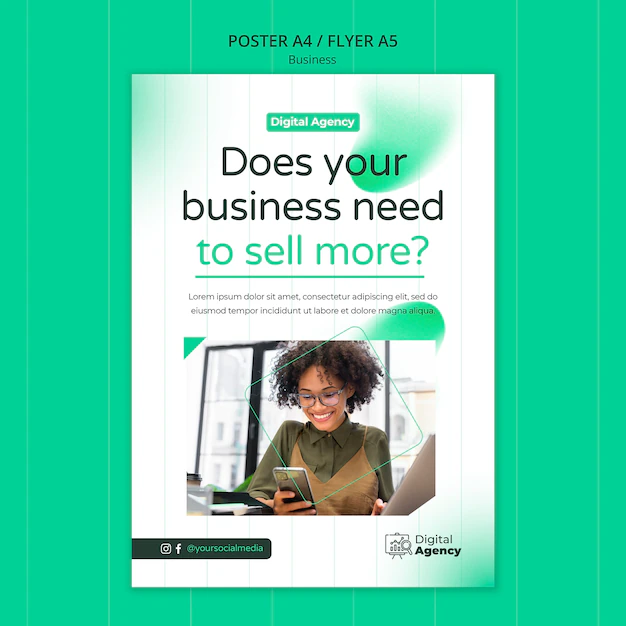 POSTER A4 / FLYER A5
Business
Digital Agency
Does your
business need
to sell more?
Lorem ipsum dolor sit amet, consectetur adipiscing elit, sed do
eiusmod tempor incididunt ut labore et dolore magna aliqua.
@yoursocialmedia
Digital
Agency